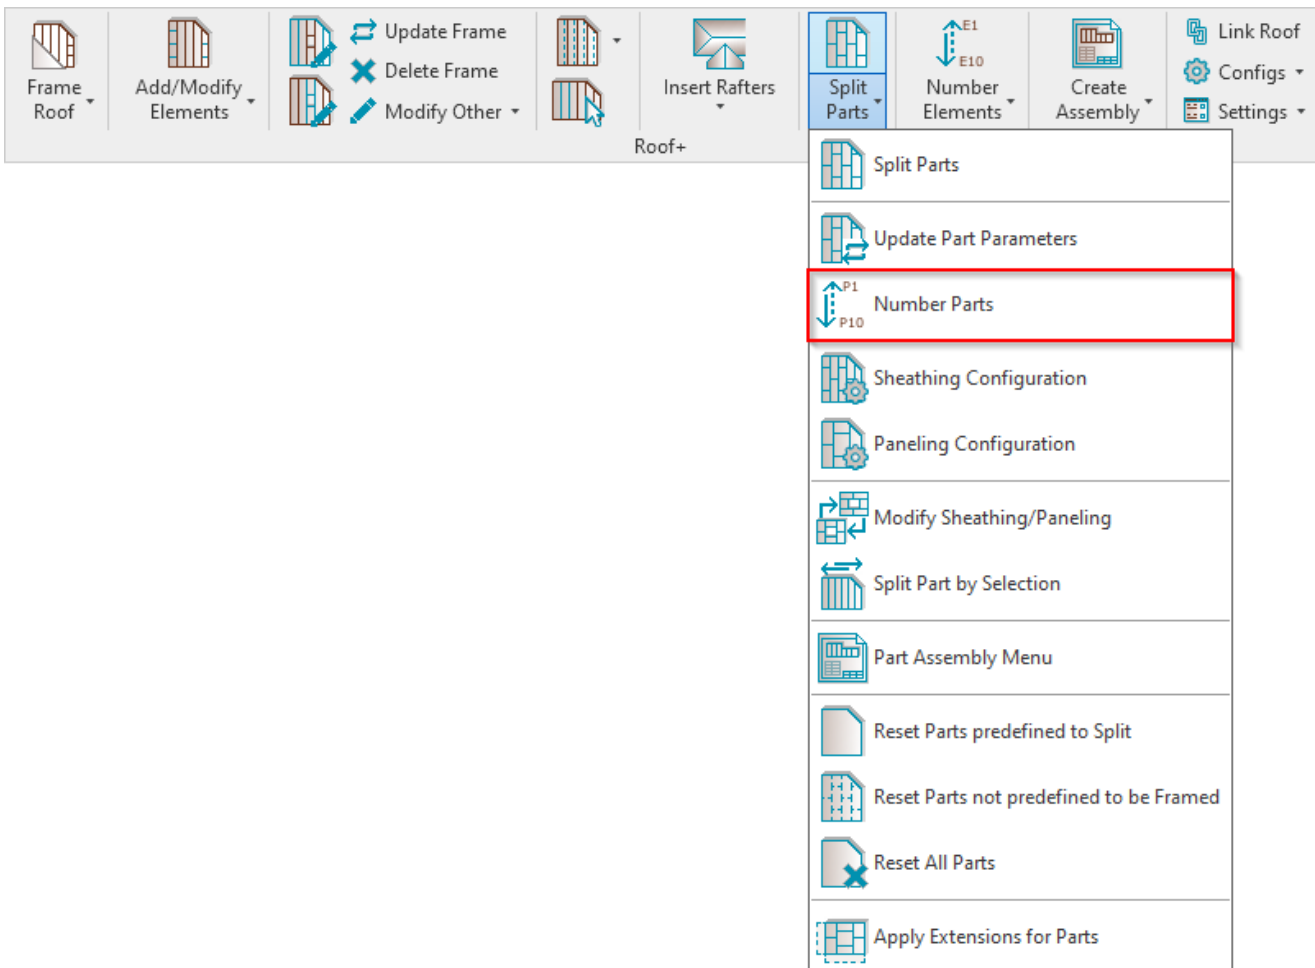 Frame
Roof
Add/Modify
Elements
Update Frame
Delete Frame
Modify Other
Insert Rafters
Split
Parts
E1
E10
Number
Elements
Create
Assembly
Link Roof
Configs
Settings
Roof+
Split Parts
Update Part Parameters
P1
P10
Number Parts
Sheathing Configuration
Paneling Configuration
Modify Sheathing/Paneling
Split Part by Selection
Part Assembly Menu
Reset Parts predefined to Split
Reset Parts not predefined to be Framed
Reset All Parts
Apply Extensions for Parts